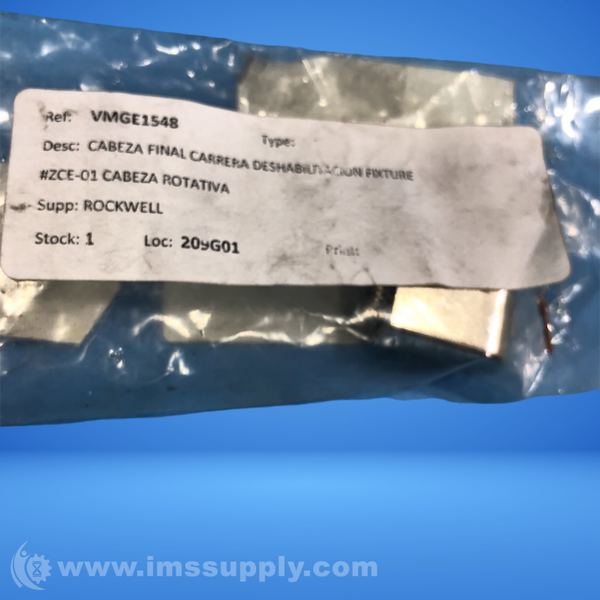 Ref: VMGE1548
Type:
Desc: CABEZA FINAL CARRERA DESHABILITACION FIXTURE
#ZCE-01 CABEZA ROTATIVA
Supp: ROCKWELL
Stock: 1 Loc: 209G01
Print:
www.imssupply.com